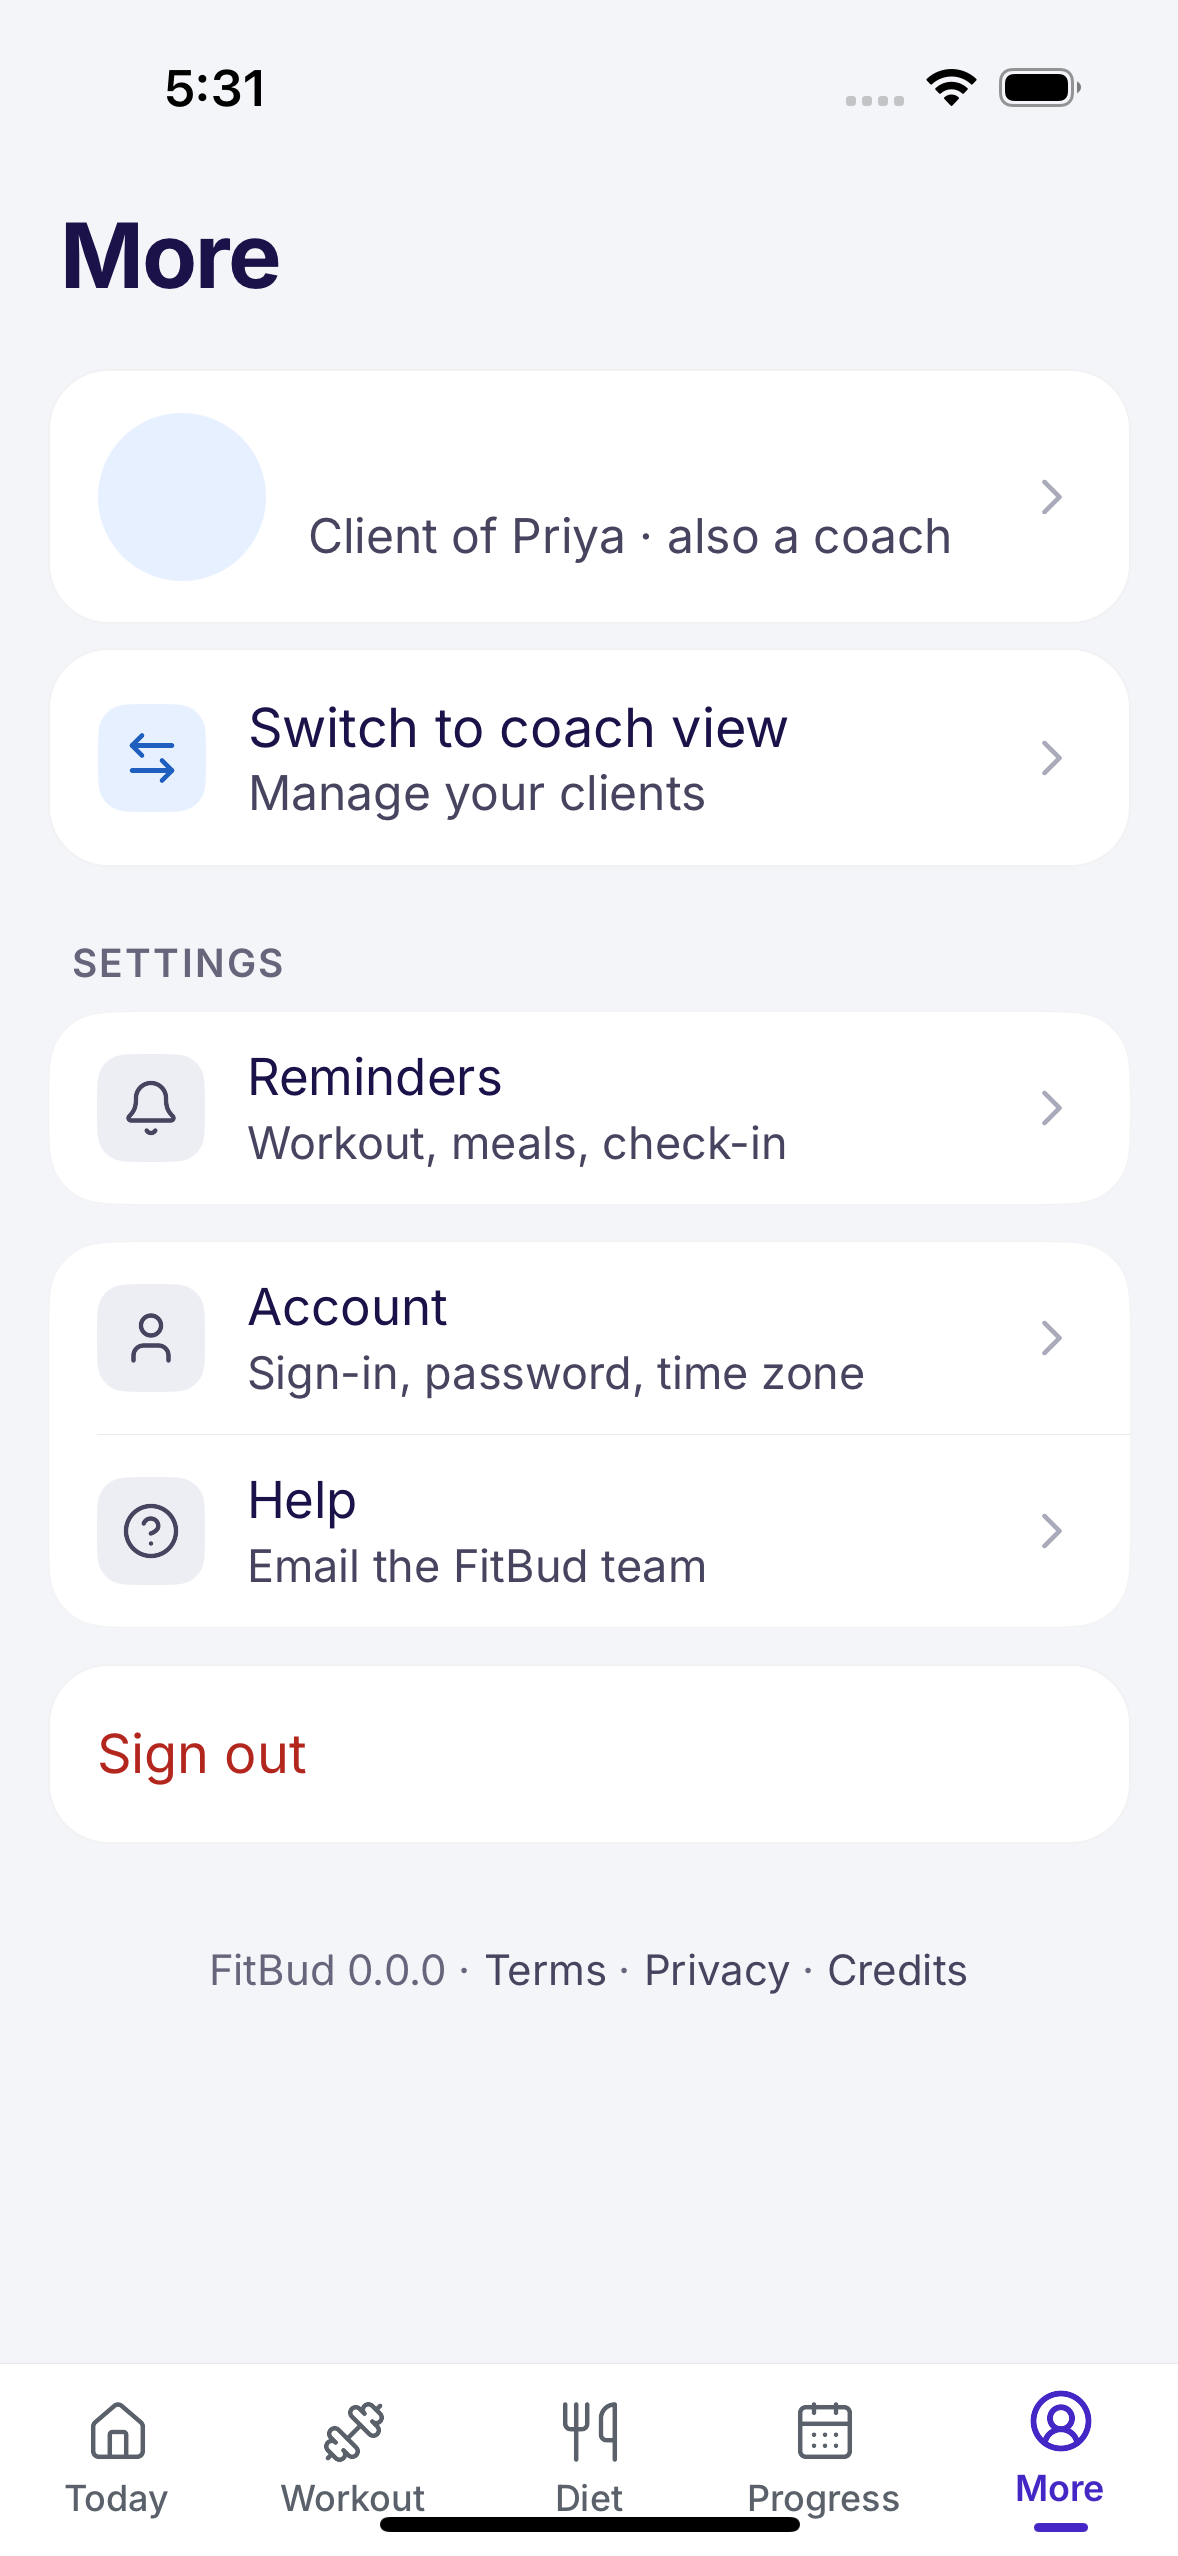 5:31
More
Client of Priya · also a coach
Switch to coach view
Manage your clients
SETTINGS
Reminders
Workout, meals, check-in
Account
Sign-in, password, time zone
Help
Email the FitBud team
Sign out
FitBud 0.0.0 · Terms · Privacy · Credits
Today
Workout
Diet
Progress
More